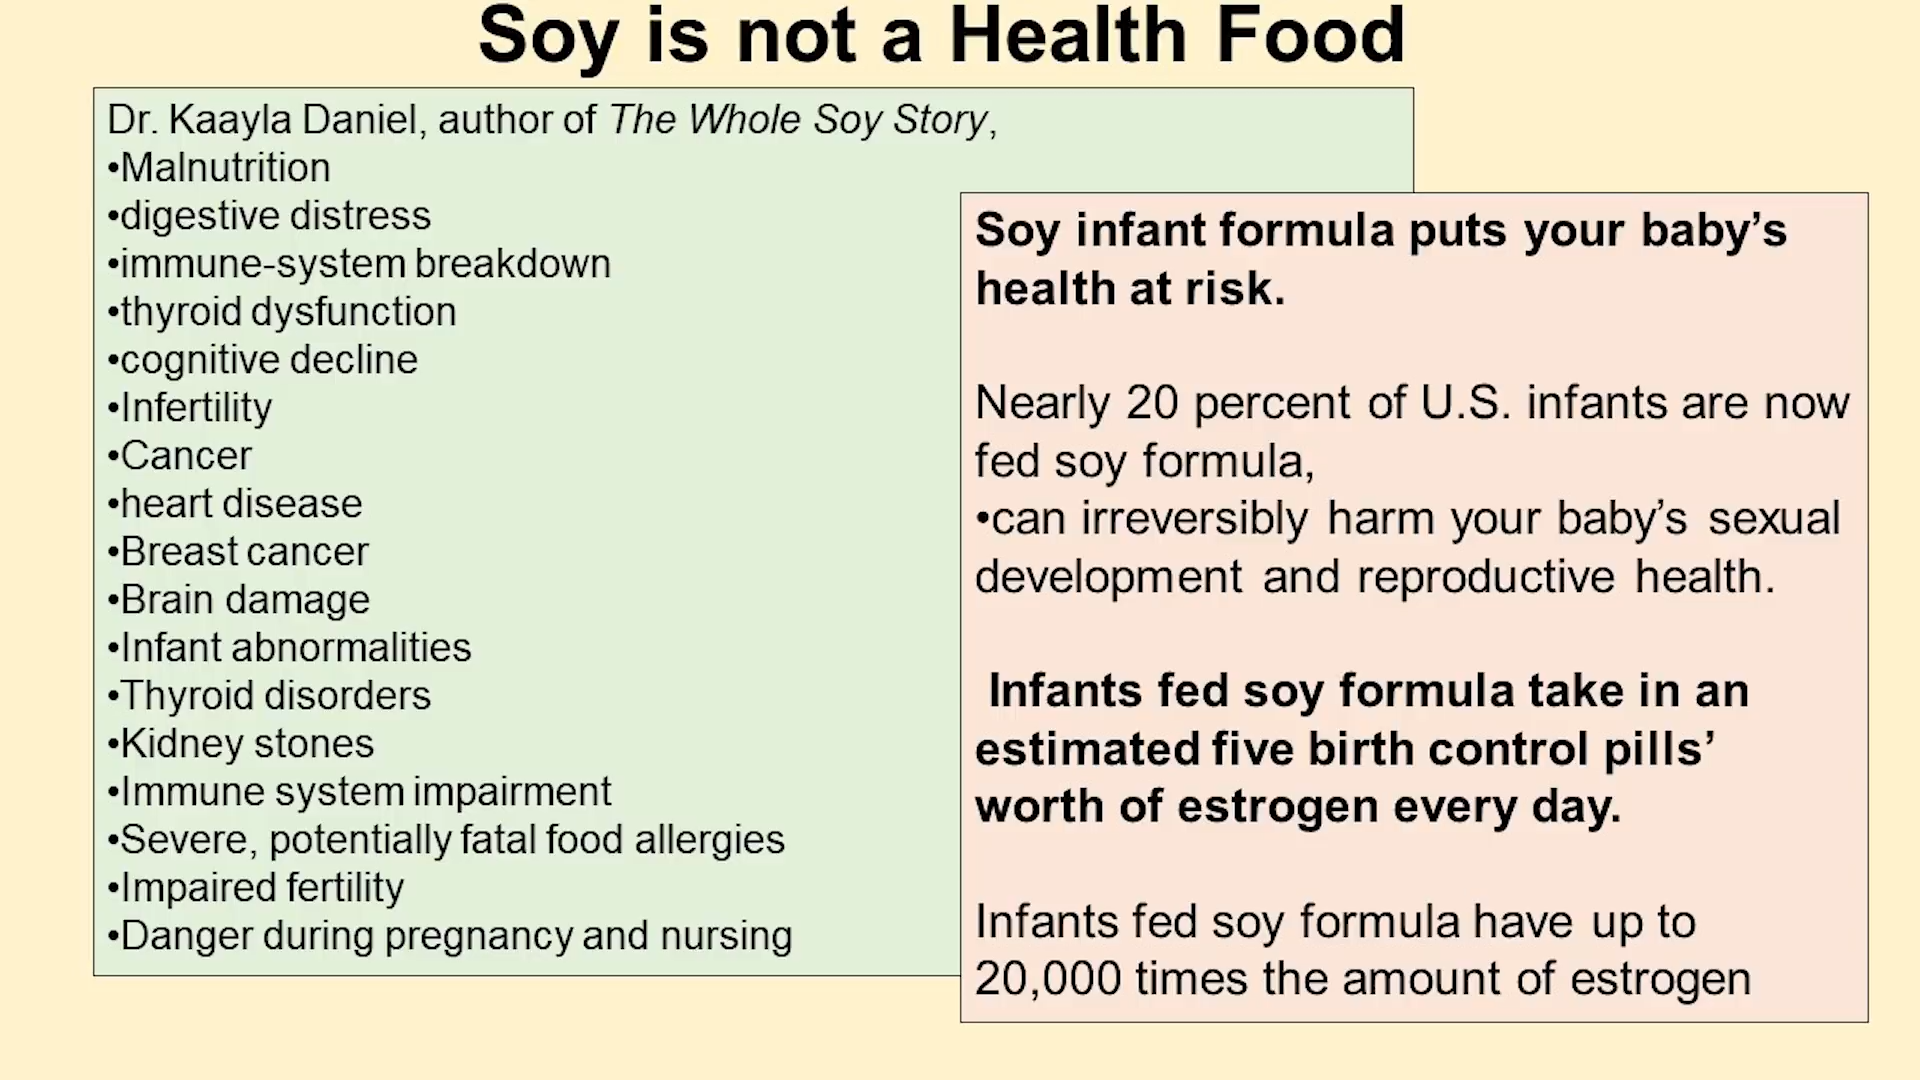 Soy is not a Health Food
Dr. Kaayla Daniel, author of The Whole Soy Story,
•Malnutrition
•digestive distress
•immune-system breakdown
•thyroid dysfunction
•cognitive decline
•Infertility
•Cancer
•heart disease
•Breast cancer
•Brain damage
•Infant abnormalities
•Thyroid disorders
•Kidney stones
•Immune system impairment
•Severe, potentially fatal food allergies
•Impaired fertility
•Danger during pregnancy and nursing
Soy infant formula puts your baby’s
health at risk.
Nearly 20 percent of U.S. infants are now
fed soy formula,
•can irreversibly harm your baby’s sexual
development and reproductive health.
Infants fed soy formula take in an
estimated five birth control pills’
worth of estrogen every day.
Infants fed soy formula have up to
20,000 times the amount of estrogen